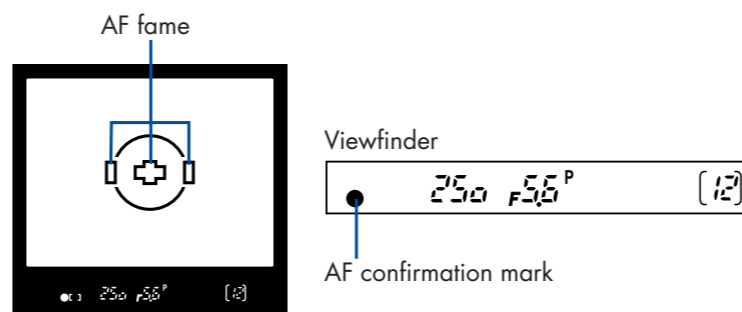 AF fame
Viewfinder
250 F5.6 P [12]
AF confirmation mark
●[ ] 250 F5.6 P [12]